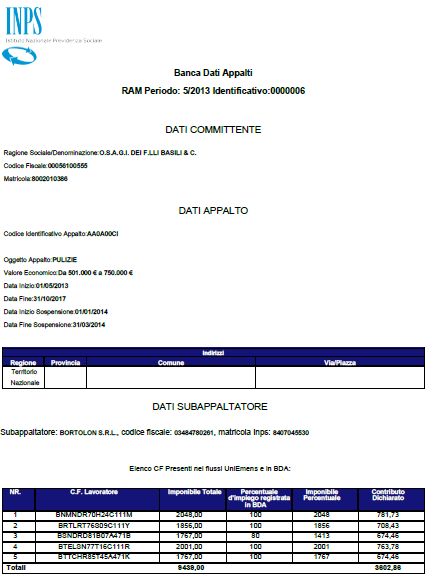 INPS
Istituto Nazionale Previdenza Sociale
Banca Dati Appalti
RAM Periodo: 5/2013 Identificativo:0000006
DATI COMMITTENTE
Ragione Sociale/Denominazione:O.S.A.G.I. DEI F.LLI BASILI & C.
Codice Fiscale:00056100555
Matricola:8002010386
DATI APPALTO
Codice Identificativo Appalto:AA0A00CI
Oggetto Appalto:PULIZIE
Valore Economico:Da 501.000 € a 750.000 €
Data Inizio:01/05/2013
Data Fine:31/10/2017
Data Inizio Sospensione:01/01/2014
Data Fine Sospensione:31/03/2014
Indirizzi
Regione Provincia Comune Via/Piazza
Territorio
Nazionale
DATI SUBAPPALTATORE
Subappaltatore: BORTOLON S.R.L., codice fiscale: 03484780261, matricola Inps: 8407045530
Elenco CF Presenti nei flussi UniEmens e in BDA:
NR. C.F. Lavoratore Imponibile Totale Percentuale d'impiego registrata in BDA Imponibile Percentuale Contributo Dichiarato
1 BNMNDR70H24C111M 2048,00 100 2048 781,73
2 BRTLRT76S09C111Y 1856,00 100 1856 708,43
3 BSNDRD81B07A471B 1767,00 80 1413 674,46
4 BTELSN77T16C111R 2001,00 100 2001 763,78
5 BTTCHR85T45A471K 1767,00 100 1767 674,46
Totali 9439,00 3602,86